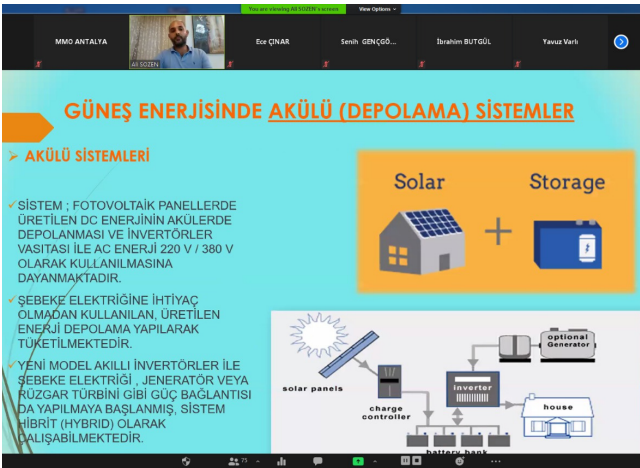 You are viewing Ali SOZEN's screen
View Options
MMO ANTALYA
Ali SOZEN
Ece ÇINAR
Senih GENÇGÖ...
İbrahim BUTGÜL
Yavuz Varlı
GÜNEŞ ENERJİSİNDE AKÜLÜ (DEPOLAMA) SİSTEMLER
AKÜLÜ SİSTEMLERİ
SİSTEM ; FOTOVOLTAİK PANELLERDE
ÜRETİLEN DC ENERJİNİN AKÜLERDE
DEPOLANMASI VE İNVERTÖRLER
VASITASI İLE AC ENERJİ 220 V / 380 V
OLARAK KULLANILMASINA
DAYANMAKTADIR.
ŞEBEKE ELEKTRİĞİNE İHTİYAÇ
OLMADAN KULLANILAN, ÜRETİLEN
ENERJİ DEPOLAMA YAPILARAK
TÜKETİLMEKTEDİR.
YENİ MODEL AKILLI İNVERTÖRLER İLE
ŞEBEKE ELEKTRİĞİ , JENERATÖR VEYA
RÜZGAR TÜRBİNİ GİBİ GÜÇ BAĞLANTISI
DA YAPILMAYA BAŞLANMIŞ, SİSTEM
HİBRİT (HYBRID) OLARAK
ÇALIŞABİLMEKTEDİR.
Solar
Storage
+
solar panels
charge
controller
inverter
optional
Generator
house
battery bank
75